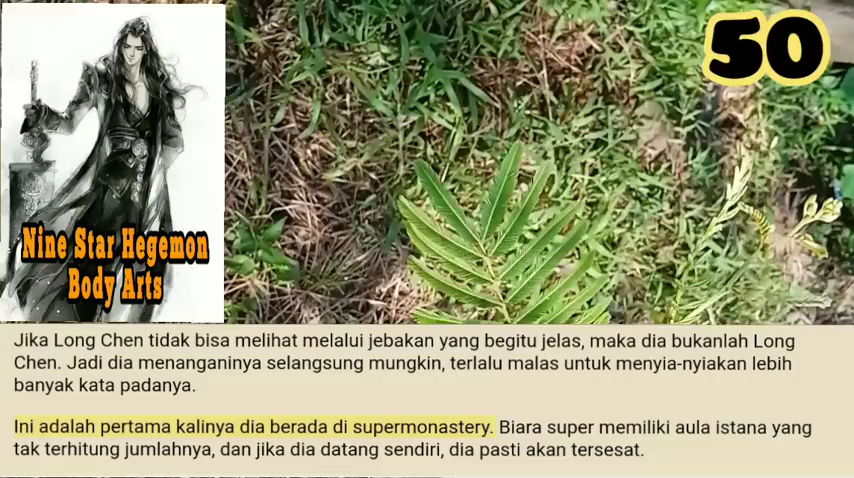 50
Nine Star Hegemon
Body Arts
Jika Long Chen tidak bisa melihat melalui jebakan yang begitu jelas, maka dia bukanlah Long
Chen. Jadi dia menanganinya selangsung mungkin, terlalu malas untuk menyia-nyiakan lebih
banyak kata padanya.
Ini adalah pertama kalinya dia berada di supermonastery. Biara super memiliki aula istana yang
tak terhitung jumlahnya, dan jika dia datang sendiri, dia pasti akan tersesat.